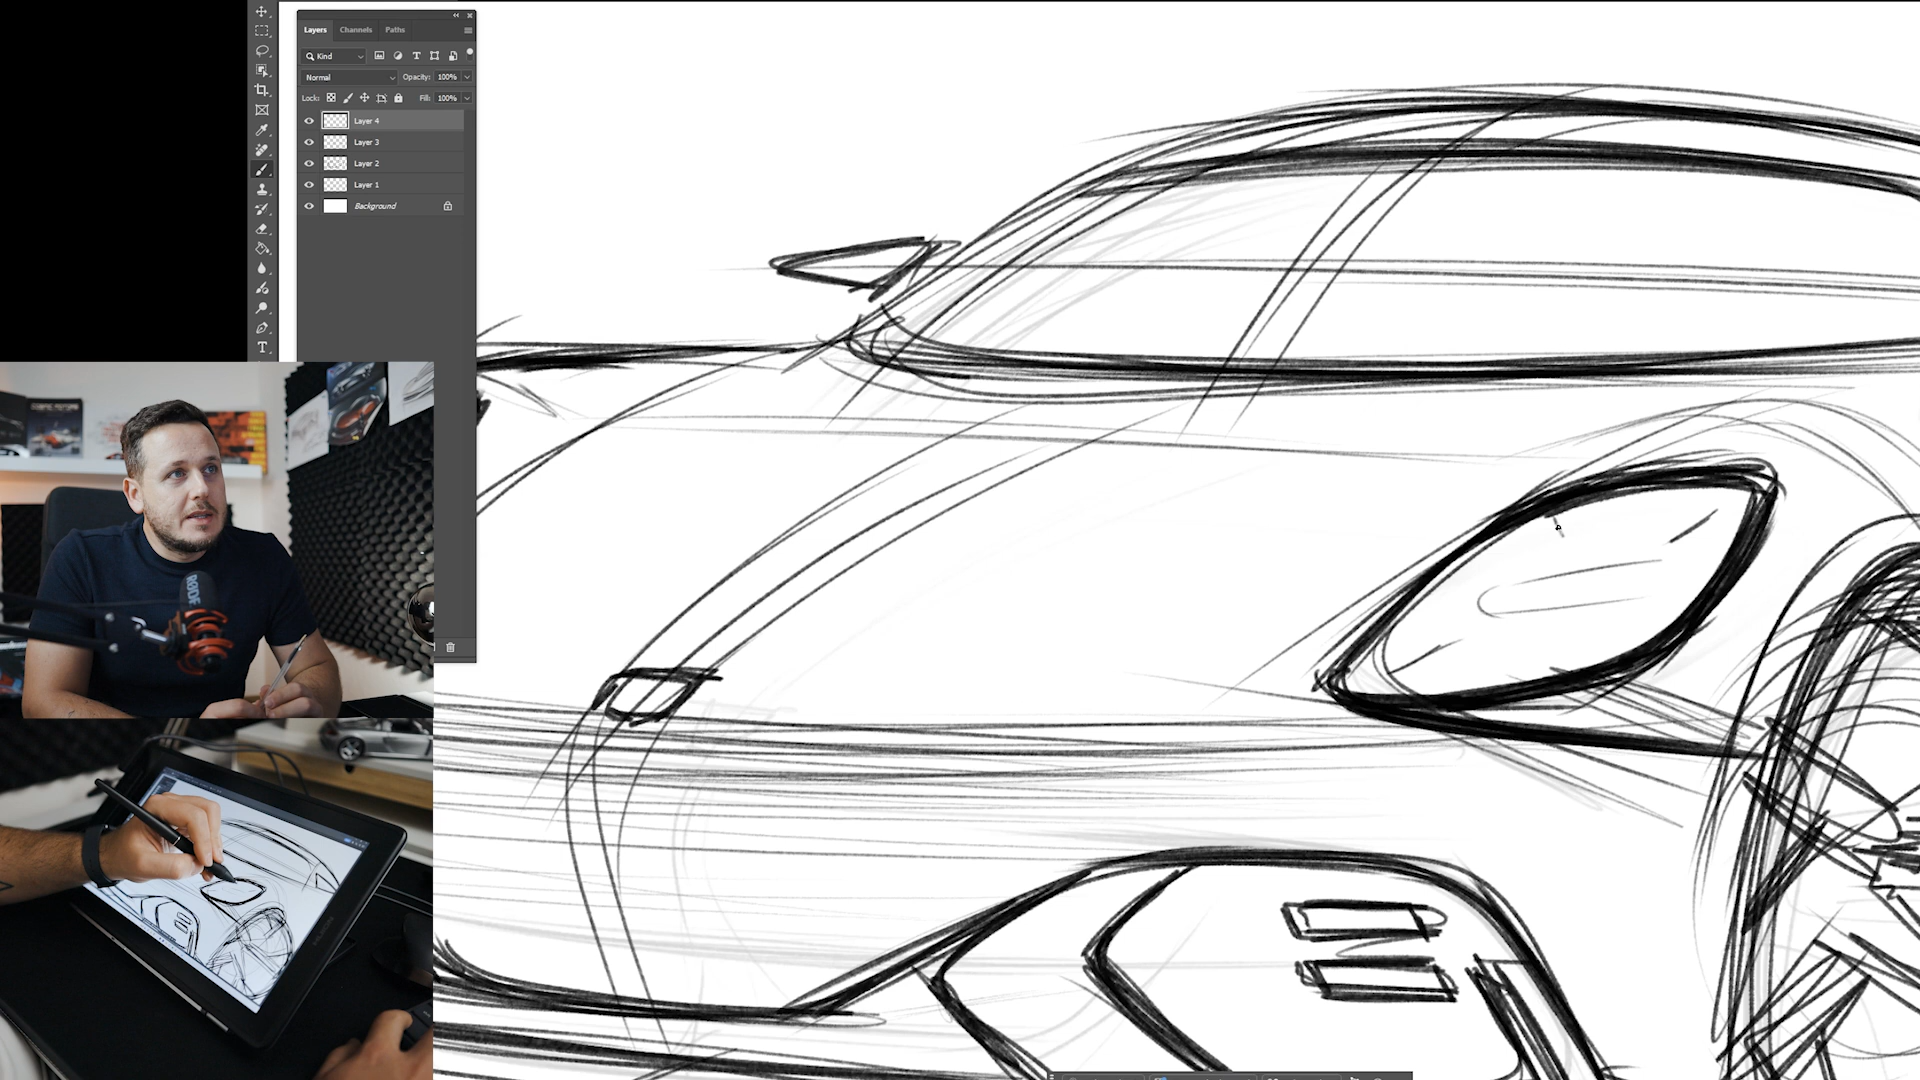 Layers Channels Paths
Kind
Normal Opacity: 100%
Lock: Fill: 100%
Layer 4
Layer 3
Layer 2
Layer 1
Background
RØDE